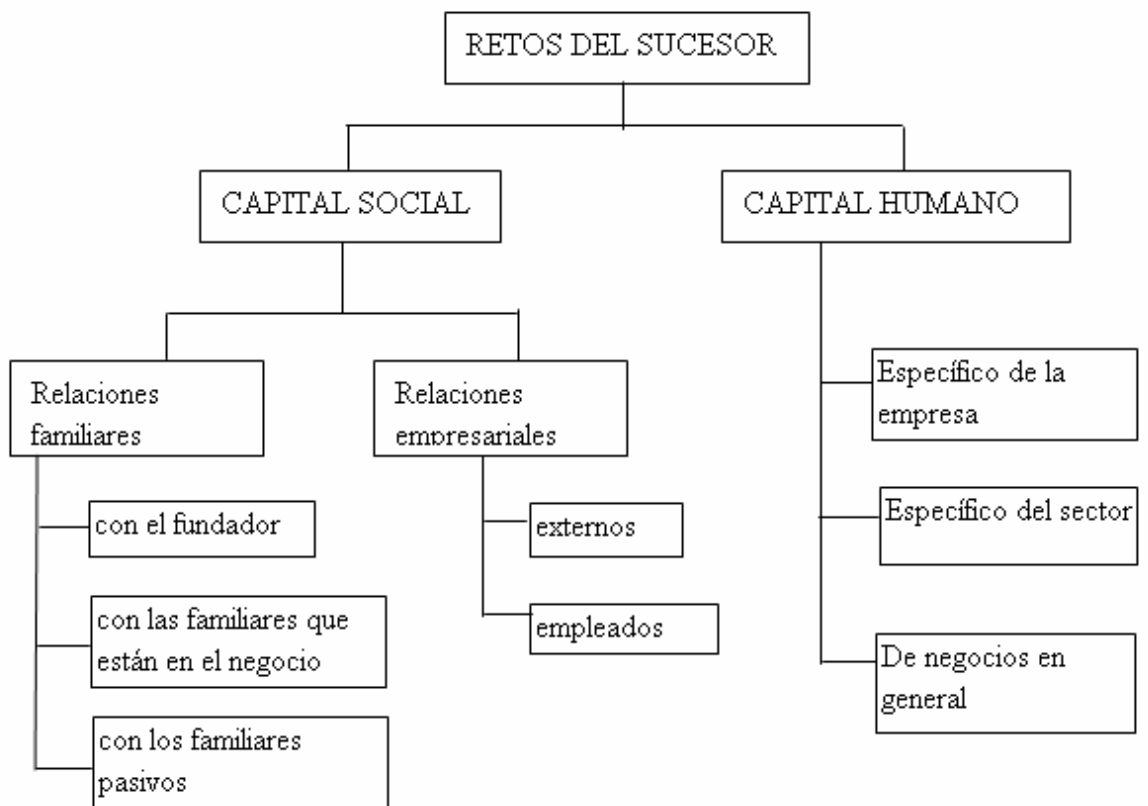 RETOS DEL SUCESOR
CAPITAL SOCIAL
CAPITAL HUMANO
Relaciones
familiares
con el fundador
con las familiares que
están en el negocio
con los familiares
pasivos
Relaciones
empresariales
externos
empleados
Específico de la
empresa
Específico del sector
De negocios en
general